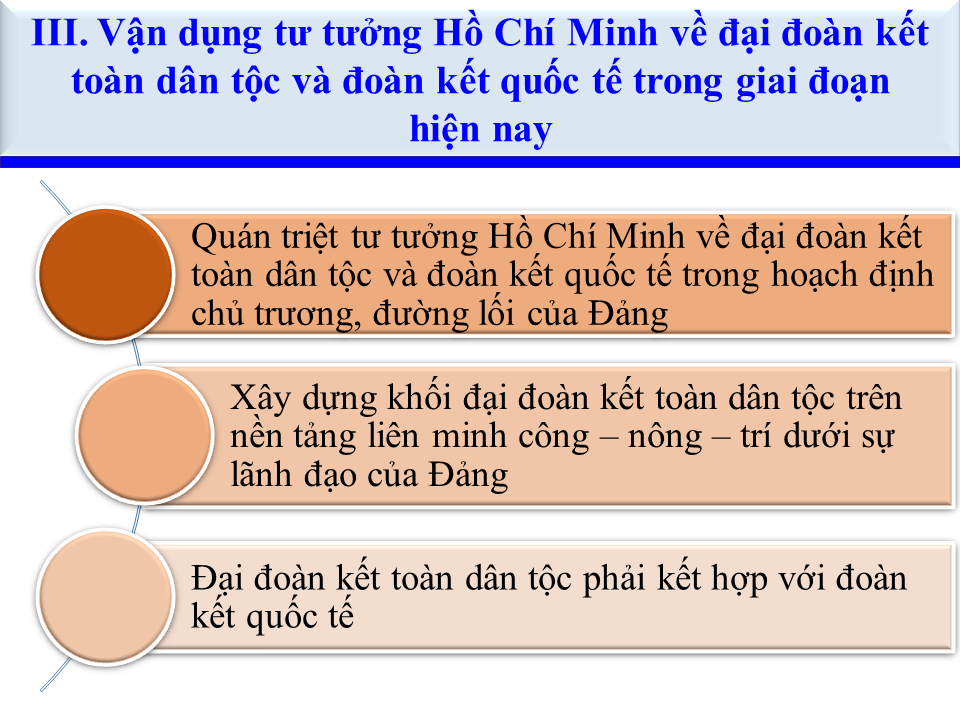 III. Vận dụng tư tưởng Hồ Chí Minh về đại đoàn kết
toàn dân tộc và đoàn kết quốc tế trong giai đoạn
hiện nay
Quán triệt tư tưởng Hồ Chí Minh về đại đoàn kết
toàn dân tộc và đoàn kết quốc tế trong hoạch định
chủ trương, đường lối của Đảng
Xây dựng khối đại đoàn kết toàn dân tộc trên
nền tảng liên minh công – nông – trí dưới sự
lãnh đạo của Đảng
Đại đoàn kết toàn dân tộc phải kết hợp với đoàn
kết quốc tế